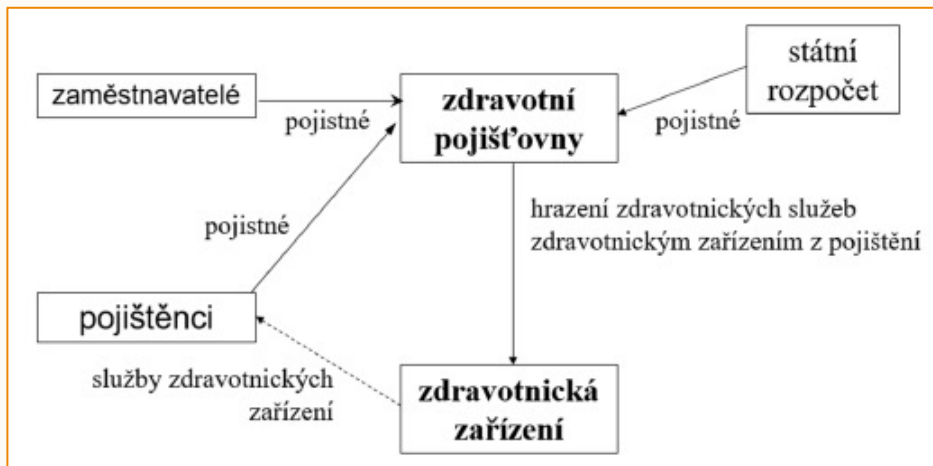 zaměstnavatelé
pojistné
zdravotní
pojišťovny
státní
rozpočet
pojistné
pojistné
hrazení zdravotnických služeb
zdravotnickým zařízením z pojištění
pojištěnci
služby zdravotnických
zařízení
zdravotnická
zařízení